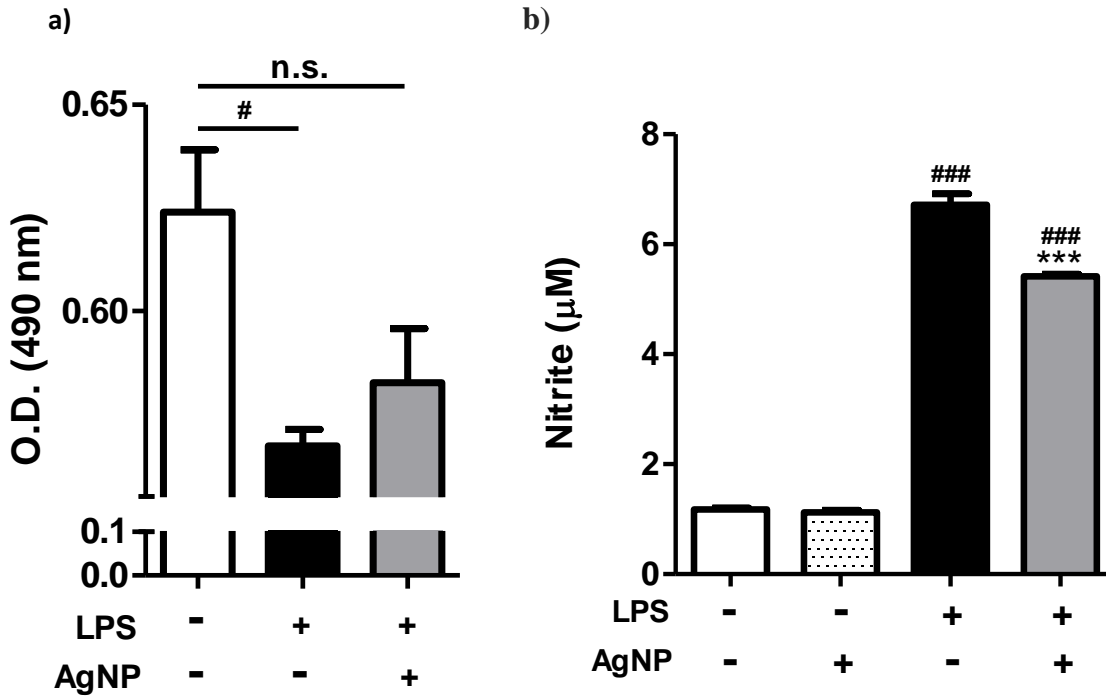 a)
n.s.
#
0.65
0.60
0.1
0.0
O.D. (490 nm)
LPS - + +
AgNP - - +
b)
###
###
***
8
6
4
2
0
Nitrite (μM)
LPS - - + +
AgNP - + - +